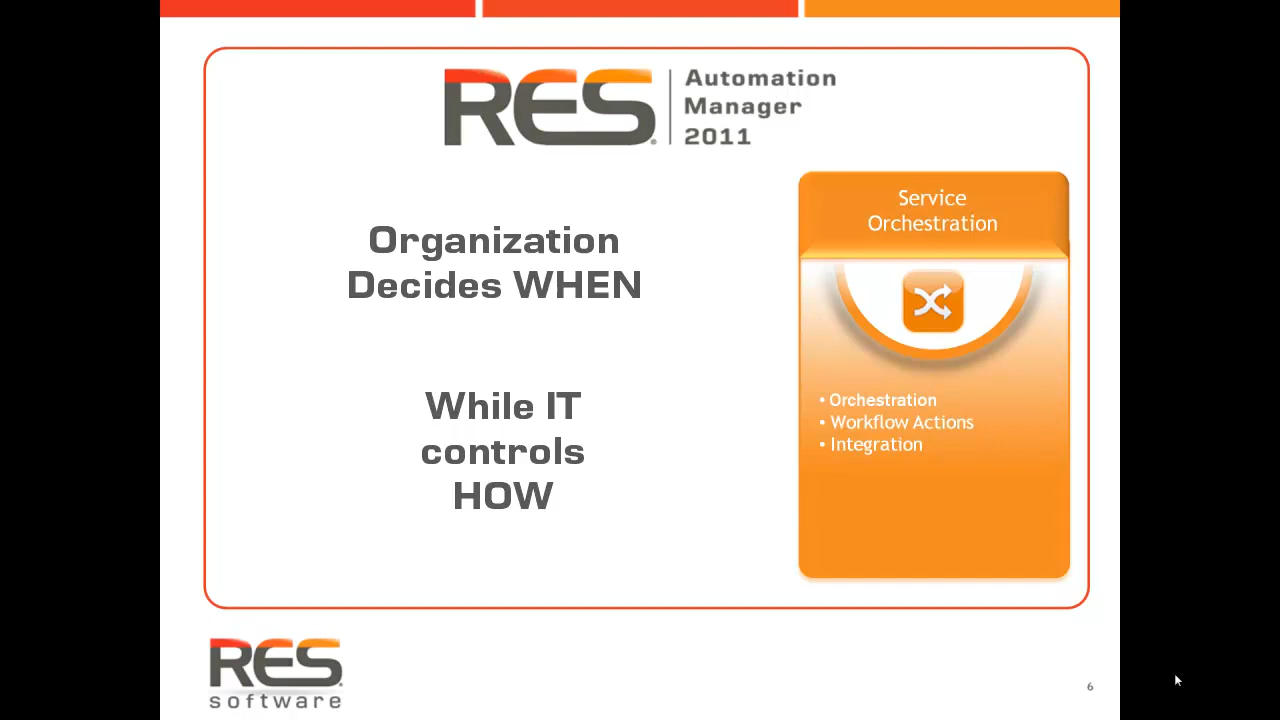 RES
Automation
Manager
2011
Organization
Decides WHEN
While IT
controls
HOW
Service
Orchestration
• Orchestration
• Workflow Actions
• Integration
RES
software
6